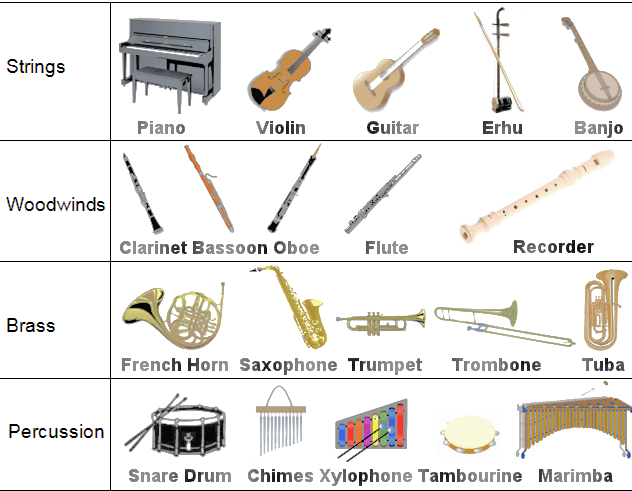 Strings
Piano Violin Guitar Erhu Banjo
Woodwinds
Clarinet Bassoon Oboe Flute Recorder
Brass
French Horn Saxophone Trumpet Trombone Tuba
Percussion
Snare Drum Chimes Xylophone Tambourine Marimba